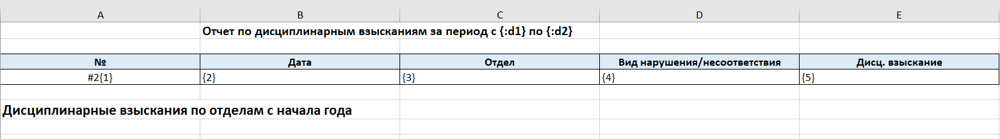 A B C D E
Отчет по дисциплинарным взысканиям за период с {:d1} по {:d2}
№ Дата Отдел Вид нарушения/несоответствия Дисц. взыскание
#2{1} {2} {3} {4} {5}
Дисциплинарные взыскания по отделам с начала года